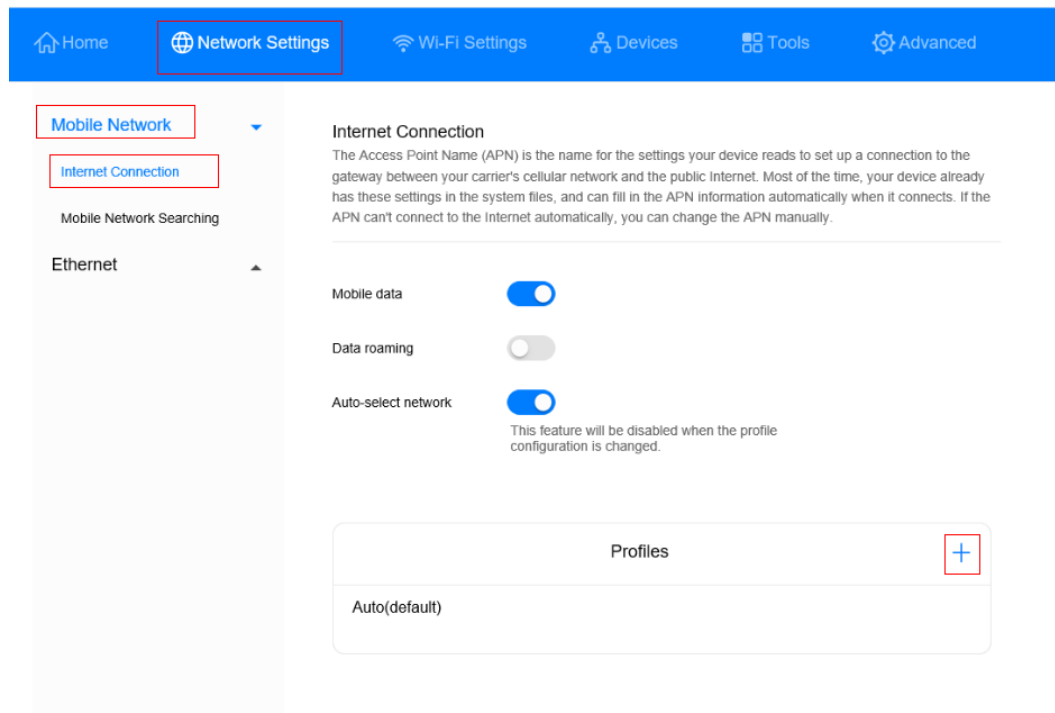 Home
Network Settings
Wi-Fi Settings
Devices
Tools
Advanced
Mobile Network
Internet Connection
Mobile Network Searching
Ethernet
Internet Connection
The Access Point Name (APN) is the name for the settings your device reads to set up a connection to the
gateway between your carrier's cellular network and the public Internet. Most of the time, your device already
has these settings in the system files, and can fill in the APN information automatically when it connects. If the
APN can't connect to the Internet automatically, you can change the APN manually.
Mobile data
Data roaming
Auto-select network
This feature will be disabled when the profile
configuration is changed.
Profiles
Auto(default)